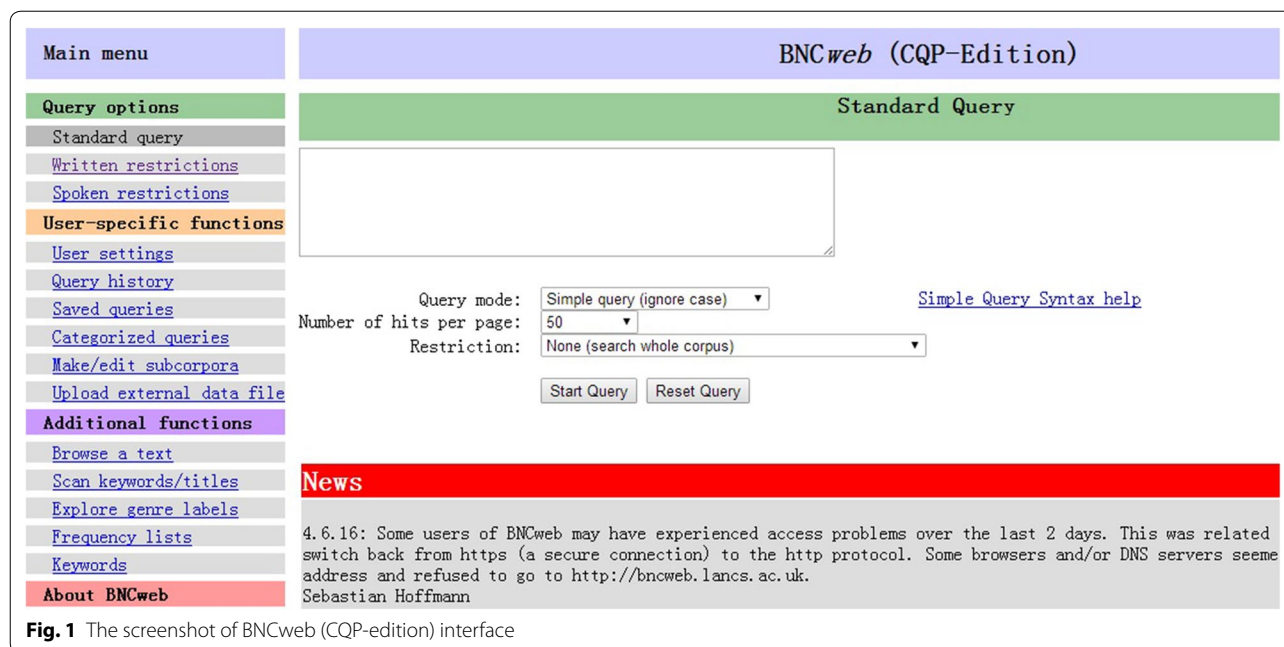 Main menu
BNCweb (CQP-Edition)
Query options
Standard query
Written restrictions
Spoken restrictions
User-specific functions
User settings
Query history
Saved queries
Categorized queries
Make/edit subcorpora
Upload external data file
Additional functions
Browse a text
Scan keywords/titles
Explore genre labels
Frequency lists
Keywords
About BNCweb
Standard Query
Query mode: Simple query (ignore case) Simple Query Syntax help
Number of hits per page: 50
Restriction: None (search whole corpus)
Start Query Reset Query
News
4.6.16: Some users of BNCweb may have experienced access problems over the last 2 days. This was related
switch back from https (a secure connection) to the http protocol. Some browsers and/or DNS servers seeme
address and refused to go to http://bncweb.lancs.ac.uk.
Sebastian Hoffmann
Fig. 1 The screenshot of BNCweb (CQP-edition) interface